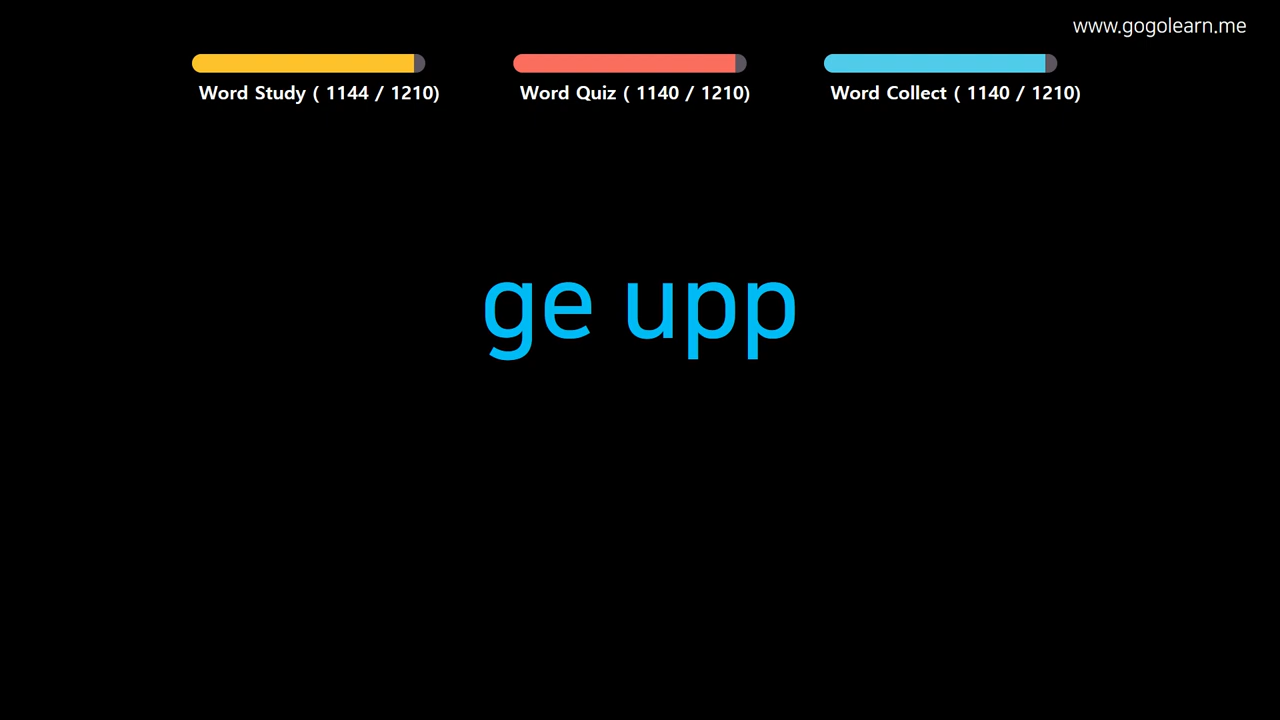 www.gogolearn.me
Word Study ( 1144 / 1210)
Word Quiz ( 1140 / 1210)
Word Collect ( 1140 / 1210)
ge upp